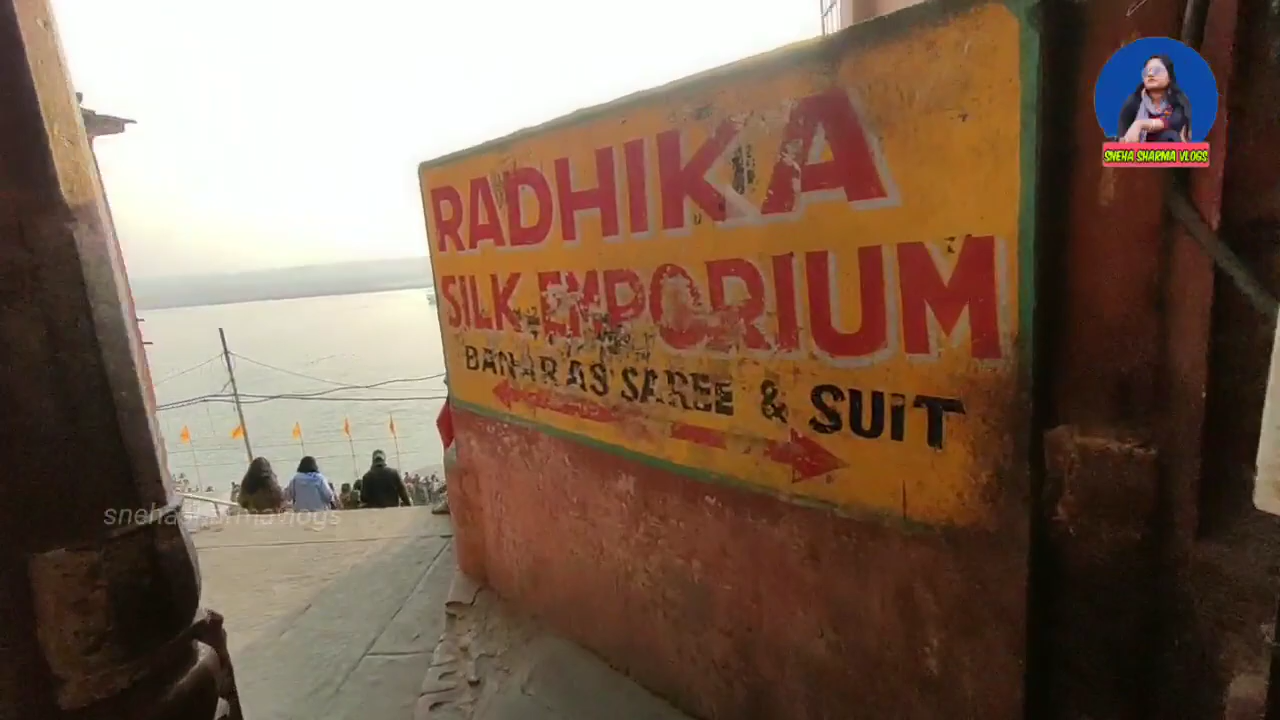 RADHIKA
SILK EMPORIUM
BANARAS SAREE & SUIT
SNEHA SHARMA VLOGS
snehasharmavlogs